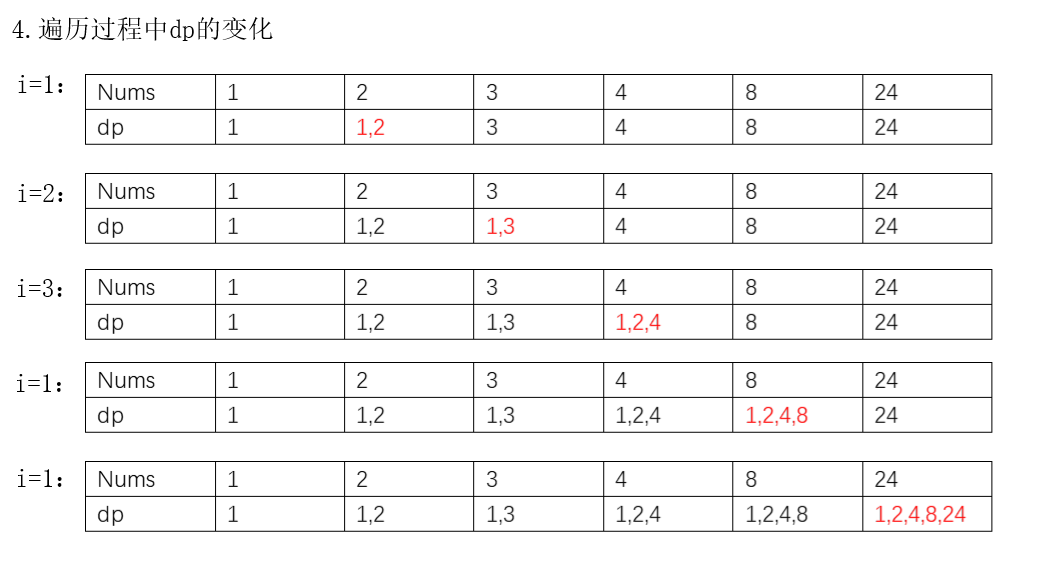 4.遍历过程中dp的变化
i=1：
Nums 1 2 3 4 8 24
dp 1 1,2 3 4 8 24
i=2：
Nums 1 2 3 4 8 24
dp 1 1,2 1,3 4 8 24
i=3：
Nums 1 2 3 4 8 24
dp 1 1,2 1,3 1,2,4 8 24
i=1：
Nums 1 2 3 4 8 24
dp 1 1,2 1,3 1,2,4 1,2,4,8 24
i=1：
Nums 1 2 3 4 8 24
dp 1 1,2 1,3 1,2,4 1,2,4,8 1,2,4,8,24